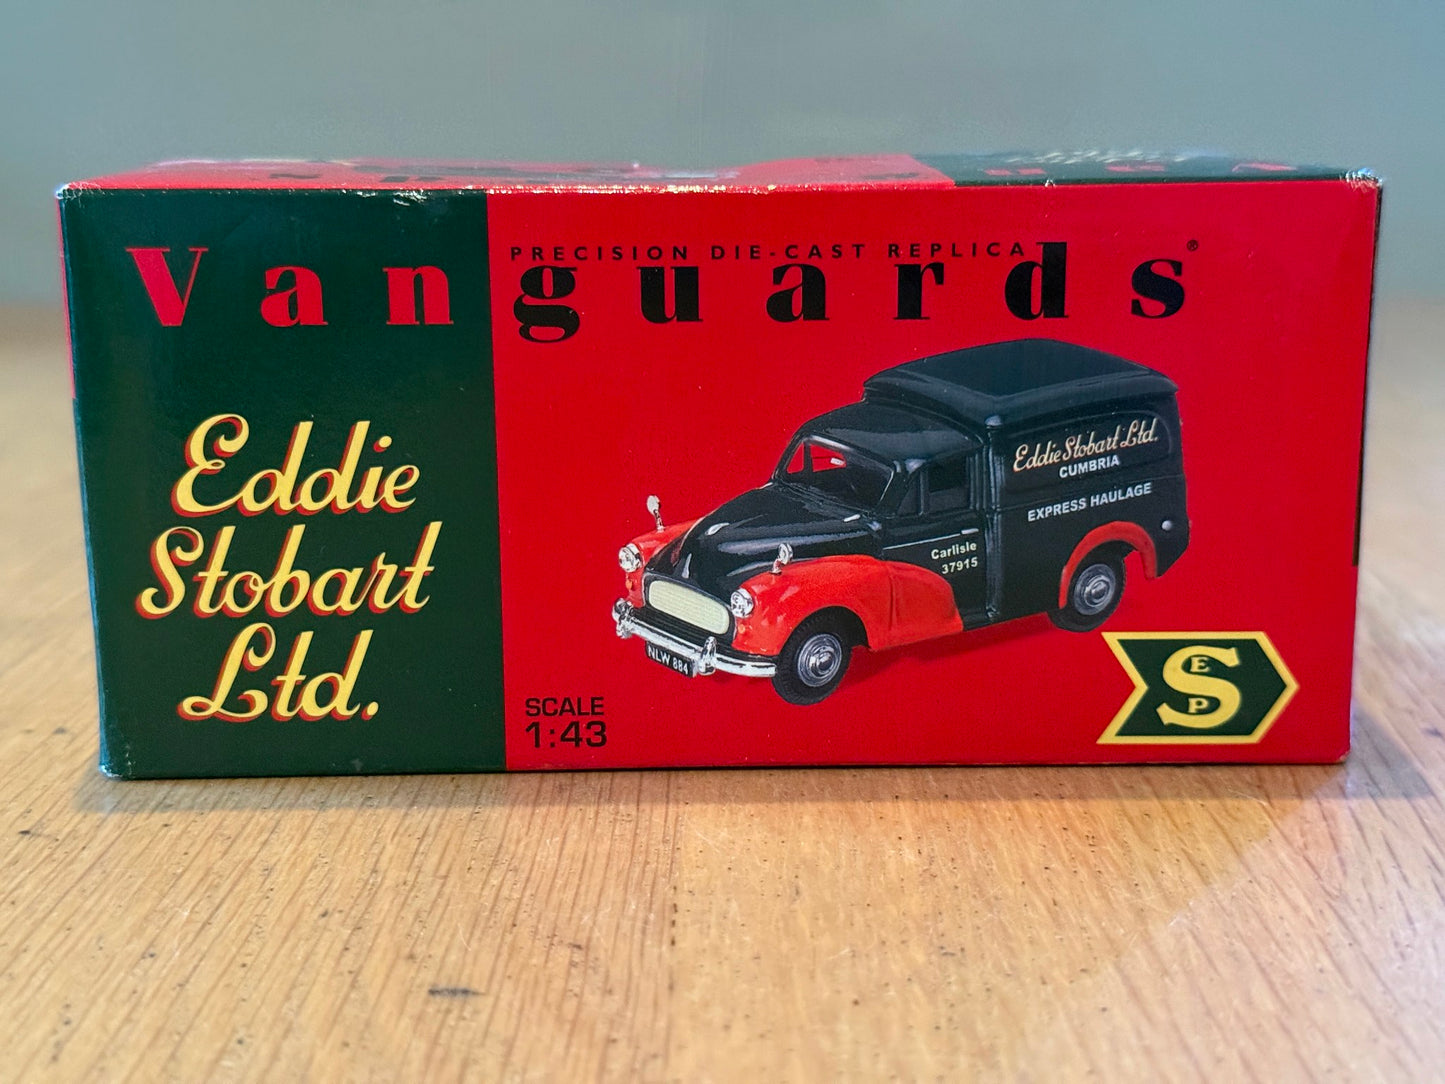 Vanguards®
PRECISION DIE-CAST REPLICA
Eddie
Stobart
Ltd.
Eddie Stobart Ltd.
CUMBRIA
EXPRESS HAULAGE
Carlisle
37915
NLW 884
SCALE
1:43
E
S
P